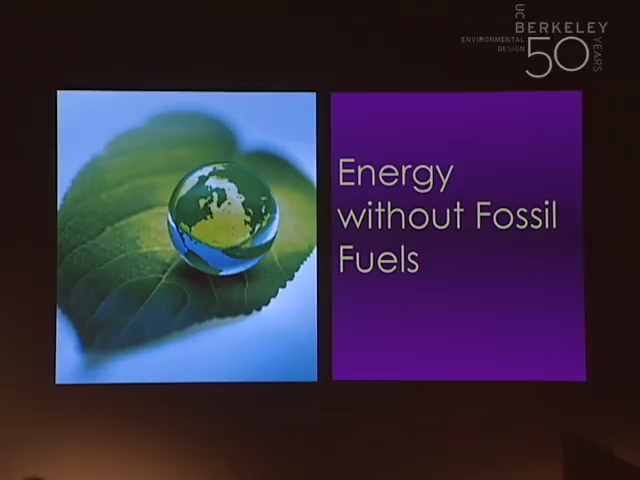 UC
BERKELEY
ENVIRONMENTAL
DESIGN
50
YEARS
Energy
without Fossil
Fuels